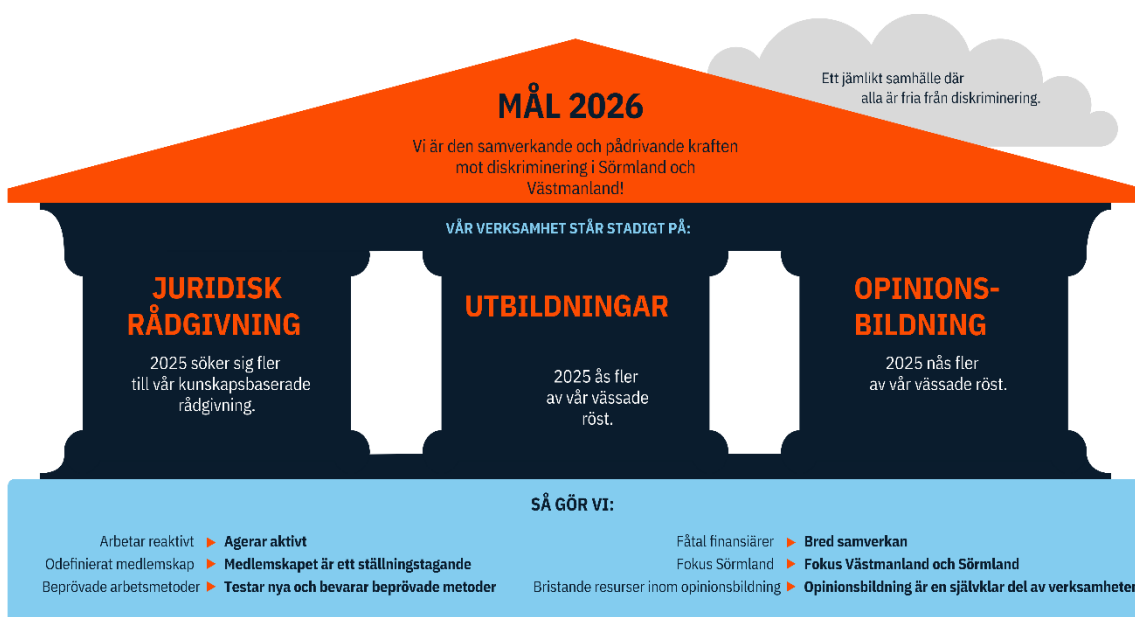 Ett jämlikt samhälle där
alla är fria från diskriminering.
MÅL 2026
Vi är den samverkande och pådrivande kraften
mot diskriminering i Sörmland och
Västmanland!
VÅR VERKSAMHET STÅR STADIGT PÅ:
JURIDISK
RÅDGIVNING
2025 söker sig fler
till vår kunskapsbaserade
rådgivning.
UTBILDNINGAR
2025 ås fler
av vår vässade
röst.
OPINIONS-
BILDNING
2025 nås fler
av vår vässade röst.
SÅ GÖR VI:
Arbetar reaktivt ▶ Agerar aktivt
Odefinierat medlemskap ▶ Medlemskapet är ett ställningstagande
Beprövade arbetsmetoder ▶ Testar nya och bevarar beprövade metoder
Fåtal finansiärer ▶ Bred samverkan
Fokus Sörmland ▶ Fokus Västmanland och Sörmland
Bristande resurser inom opinionsbildning ▶ Opinionsbildning är en självklar del av verksameten